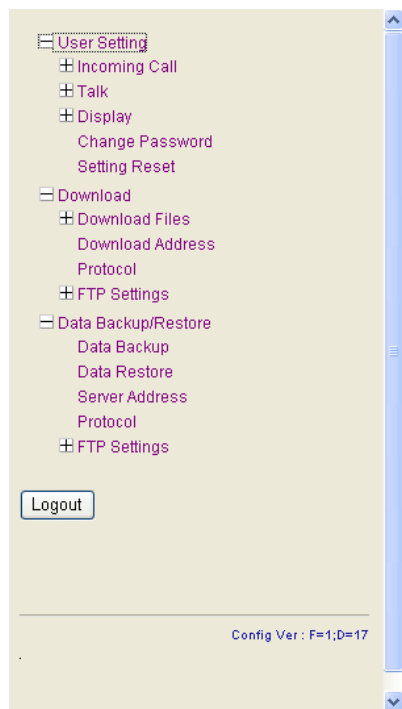 User Setting
Incoming Call
Talk
Display
Change Password
Setting Reset
Download
Download Files
Download Address
Protocol
FTP Settings
Data Backup/Restore
Data Backup
Data Restore
Server Address
Protocol
FTP Settings
Logout
Config Ver : F=1;D=17
.